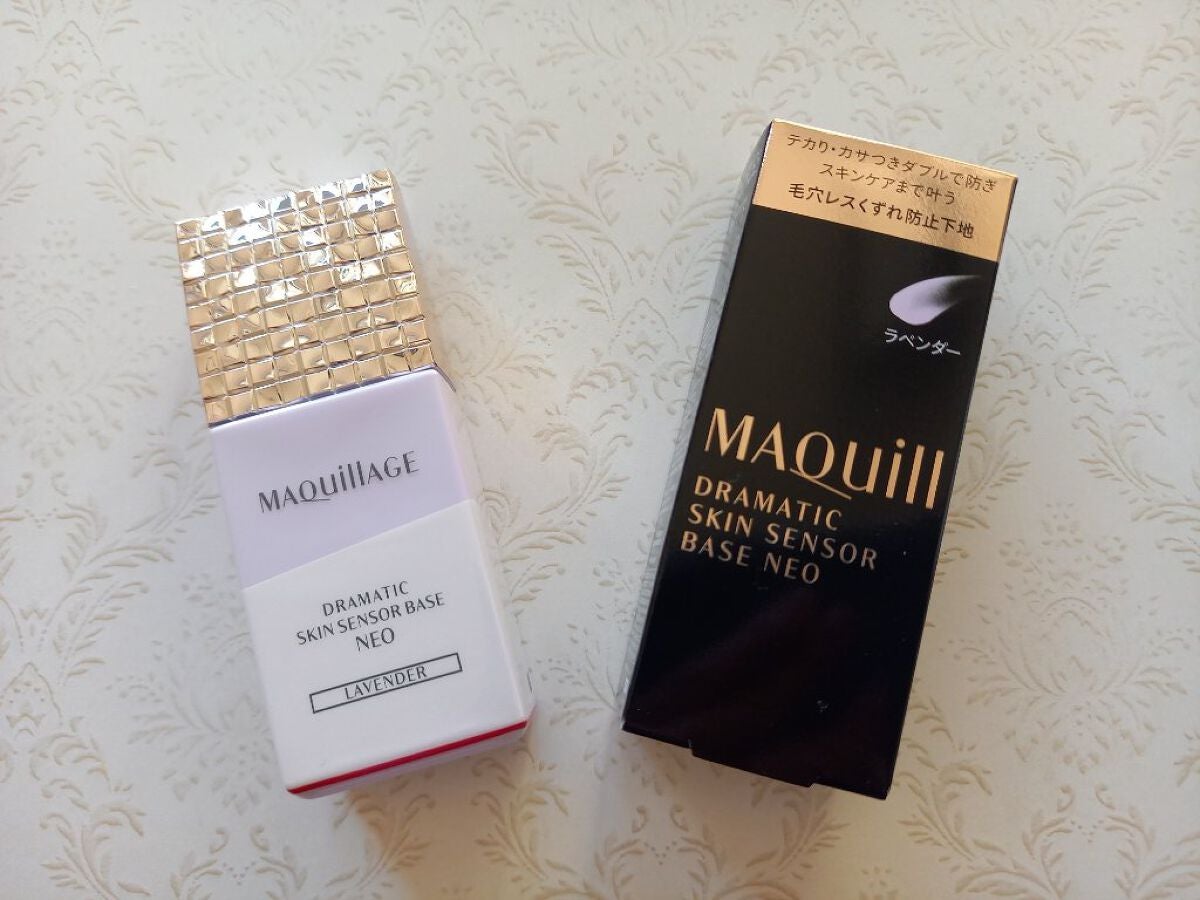 MAQuillAGE
DRAMATIC
SKIN SENSOR BASE
NEO
LAVENDER
テカリ・カサつきダブルで防ぎ
スキンケアまで叶う
毛穴レスくずれ防止下地
ラベンダー
MAQuill
DRAMATIC
SKIN SENSOR
BASE NEO